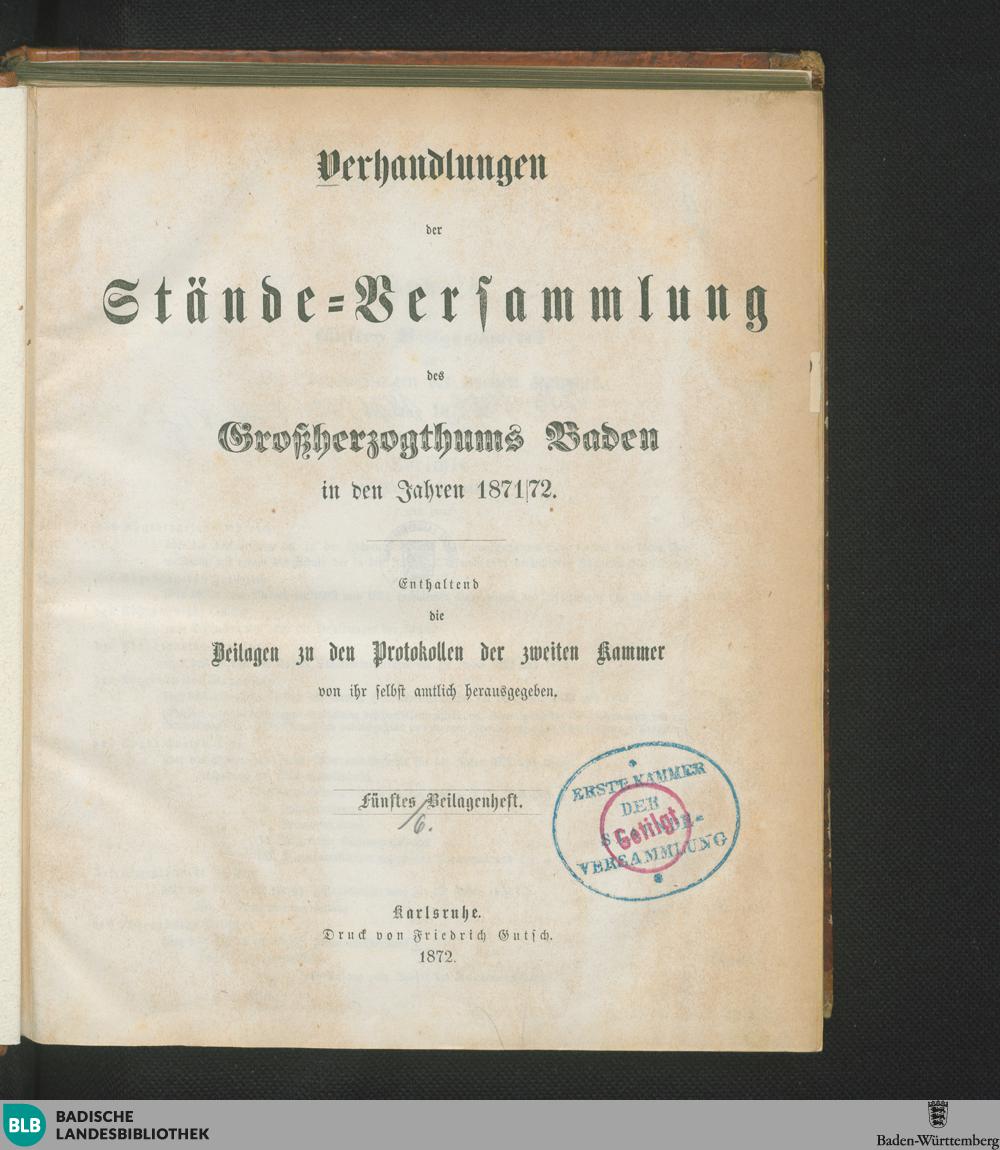 Verhandlungen
der
Stände=Versammlung
des
Großherzogthums Baden
in den Jahren 1871|72.
Enthaltend
die
Beilagen zu den Protokollen der zweiten Kammer
von ihr selbst amtlich herausgegeben.
Fünftes Beilagenheft.
6.
ERSTE KAMMER
DER
Getilgt
VERSAMMLUNG
Karlsruhe.
Druck von Friedrich Gutsch.
1872.
BLB BADISCHE
LANDESBIBLIOTHEK
Baden-Württemberg